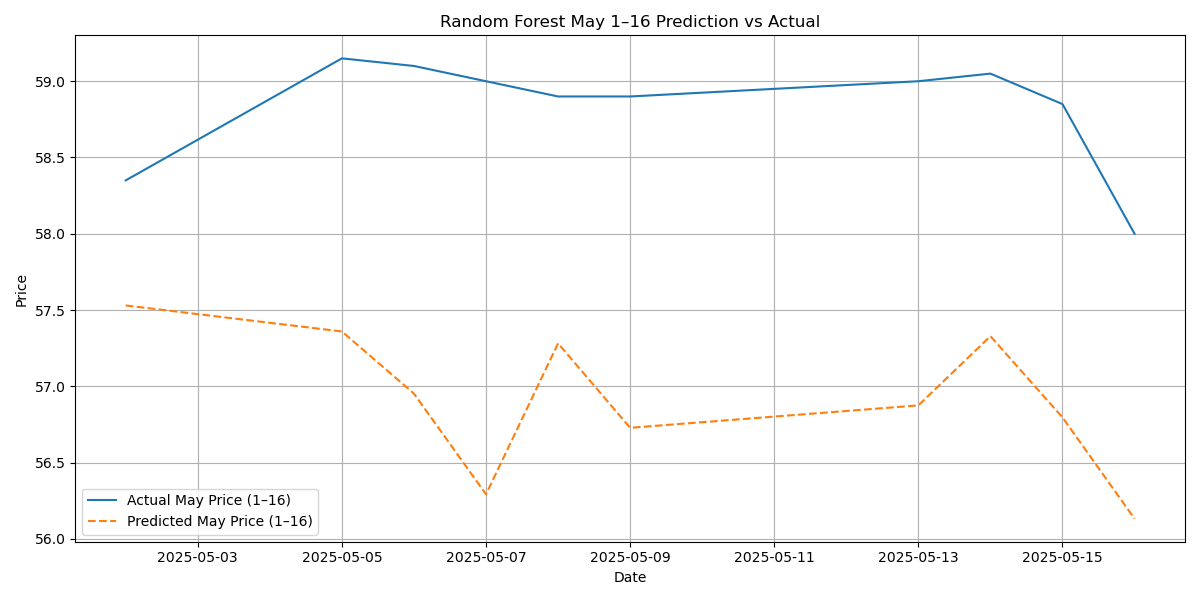 Random Forest May 1–16 Prediction vs Actual
59.0
58.5
58.0
57.5
57.0
56.5
56.0
Price
Actual May Price (1–16)
Predicted May Price (1–16)
2025-05-03
2025-05-05
2025-05-07
2025-05-09
2025-05-11
2025-05-13
2025-05-15
Date